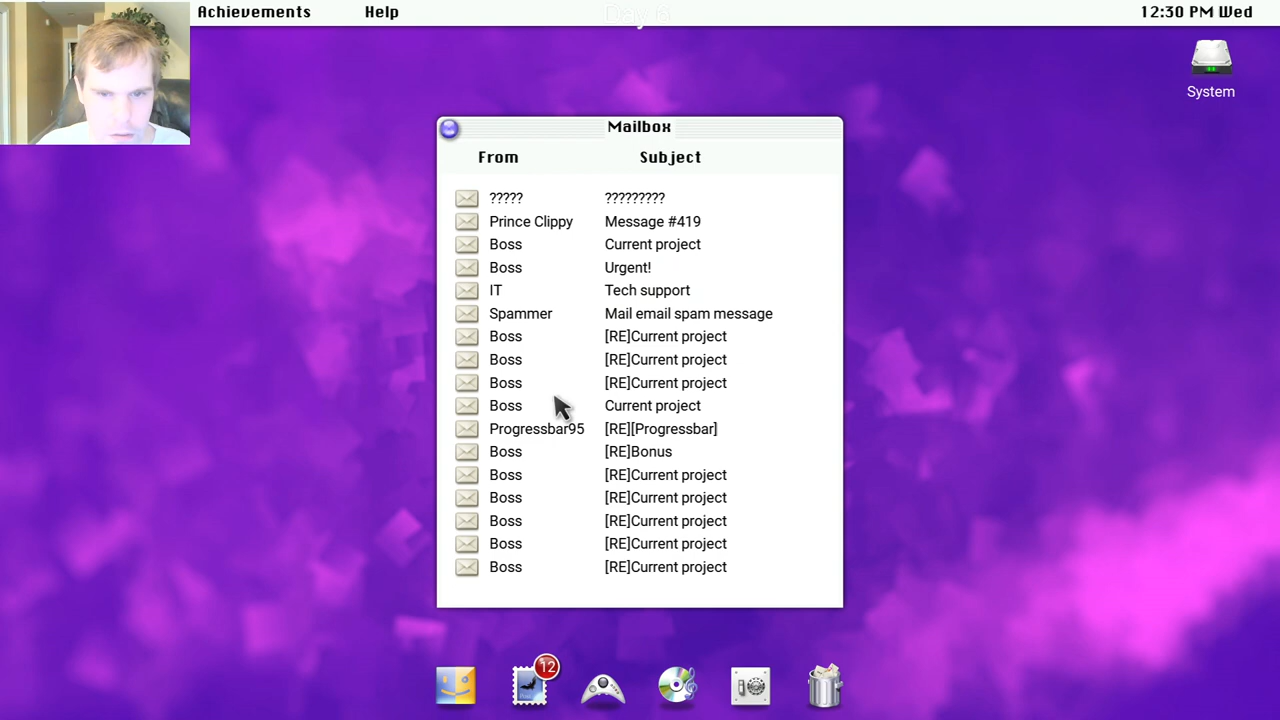 Achievements Help Day 6 12:30 PM Wed
System
Mailbox
From Subject
????? ?????????
Prince Clippy Message #419
Boss Current project
Boss Urgent!
IT Tech support
Spammer Mail email spam message
Boss [RE]Current project
Boss [RE]Current project
Boss [RE]Current project
Boss Current project
Progressbar95 [RE][Progressbar]
Boss [RE]Bonus
Boss [RE]Current project
Boss [RE]Current project
Boss [RE]Current project
Boss [RE]Current project
Boss [RE]Current project
12